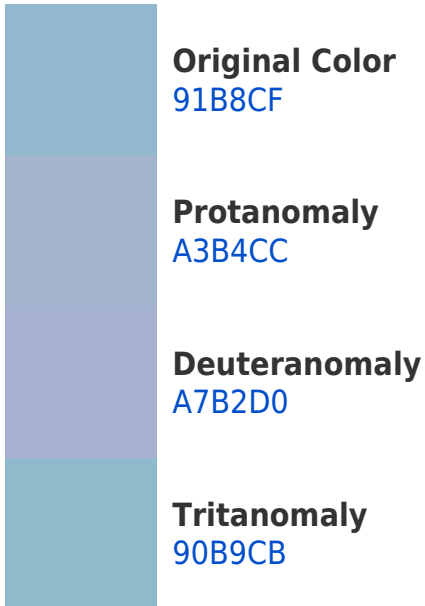 Original Color
91B8CF
Protanomaly
A3B4CC
Deuteranomaly
A7B2D0
Tritanomaly
90B9CB